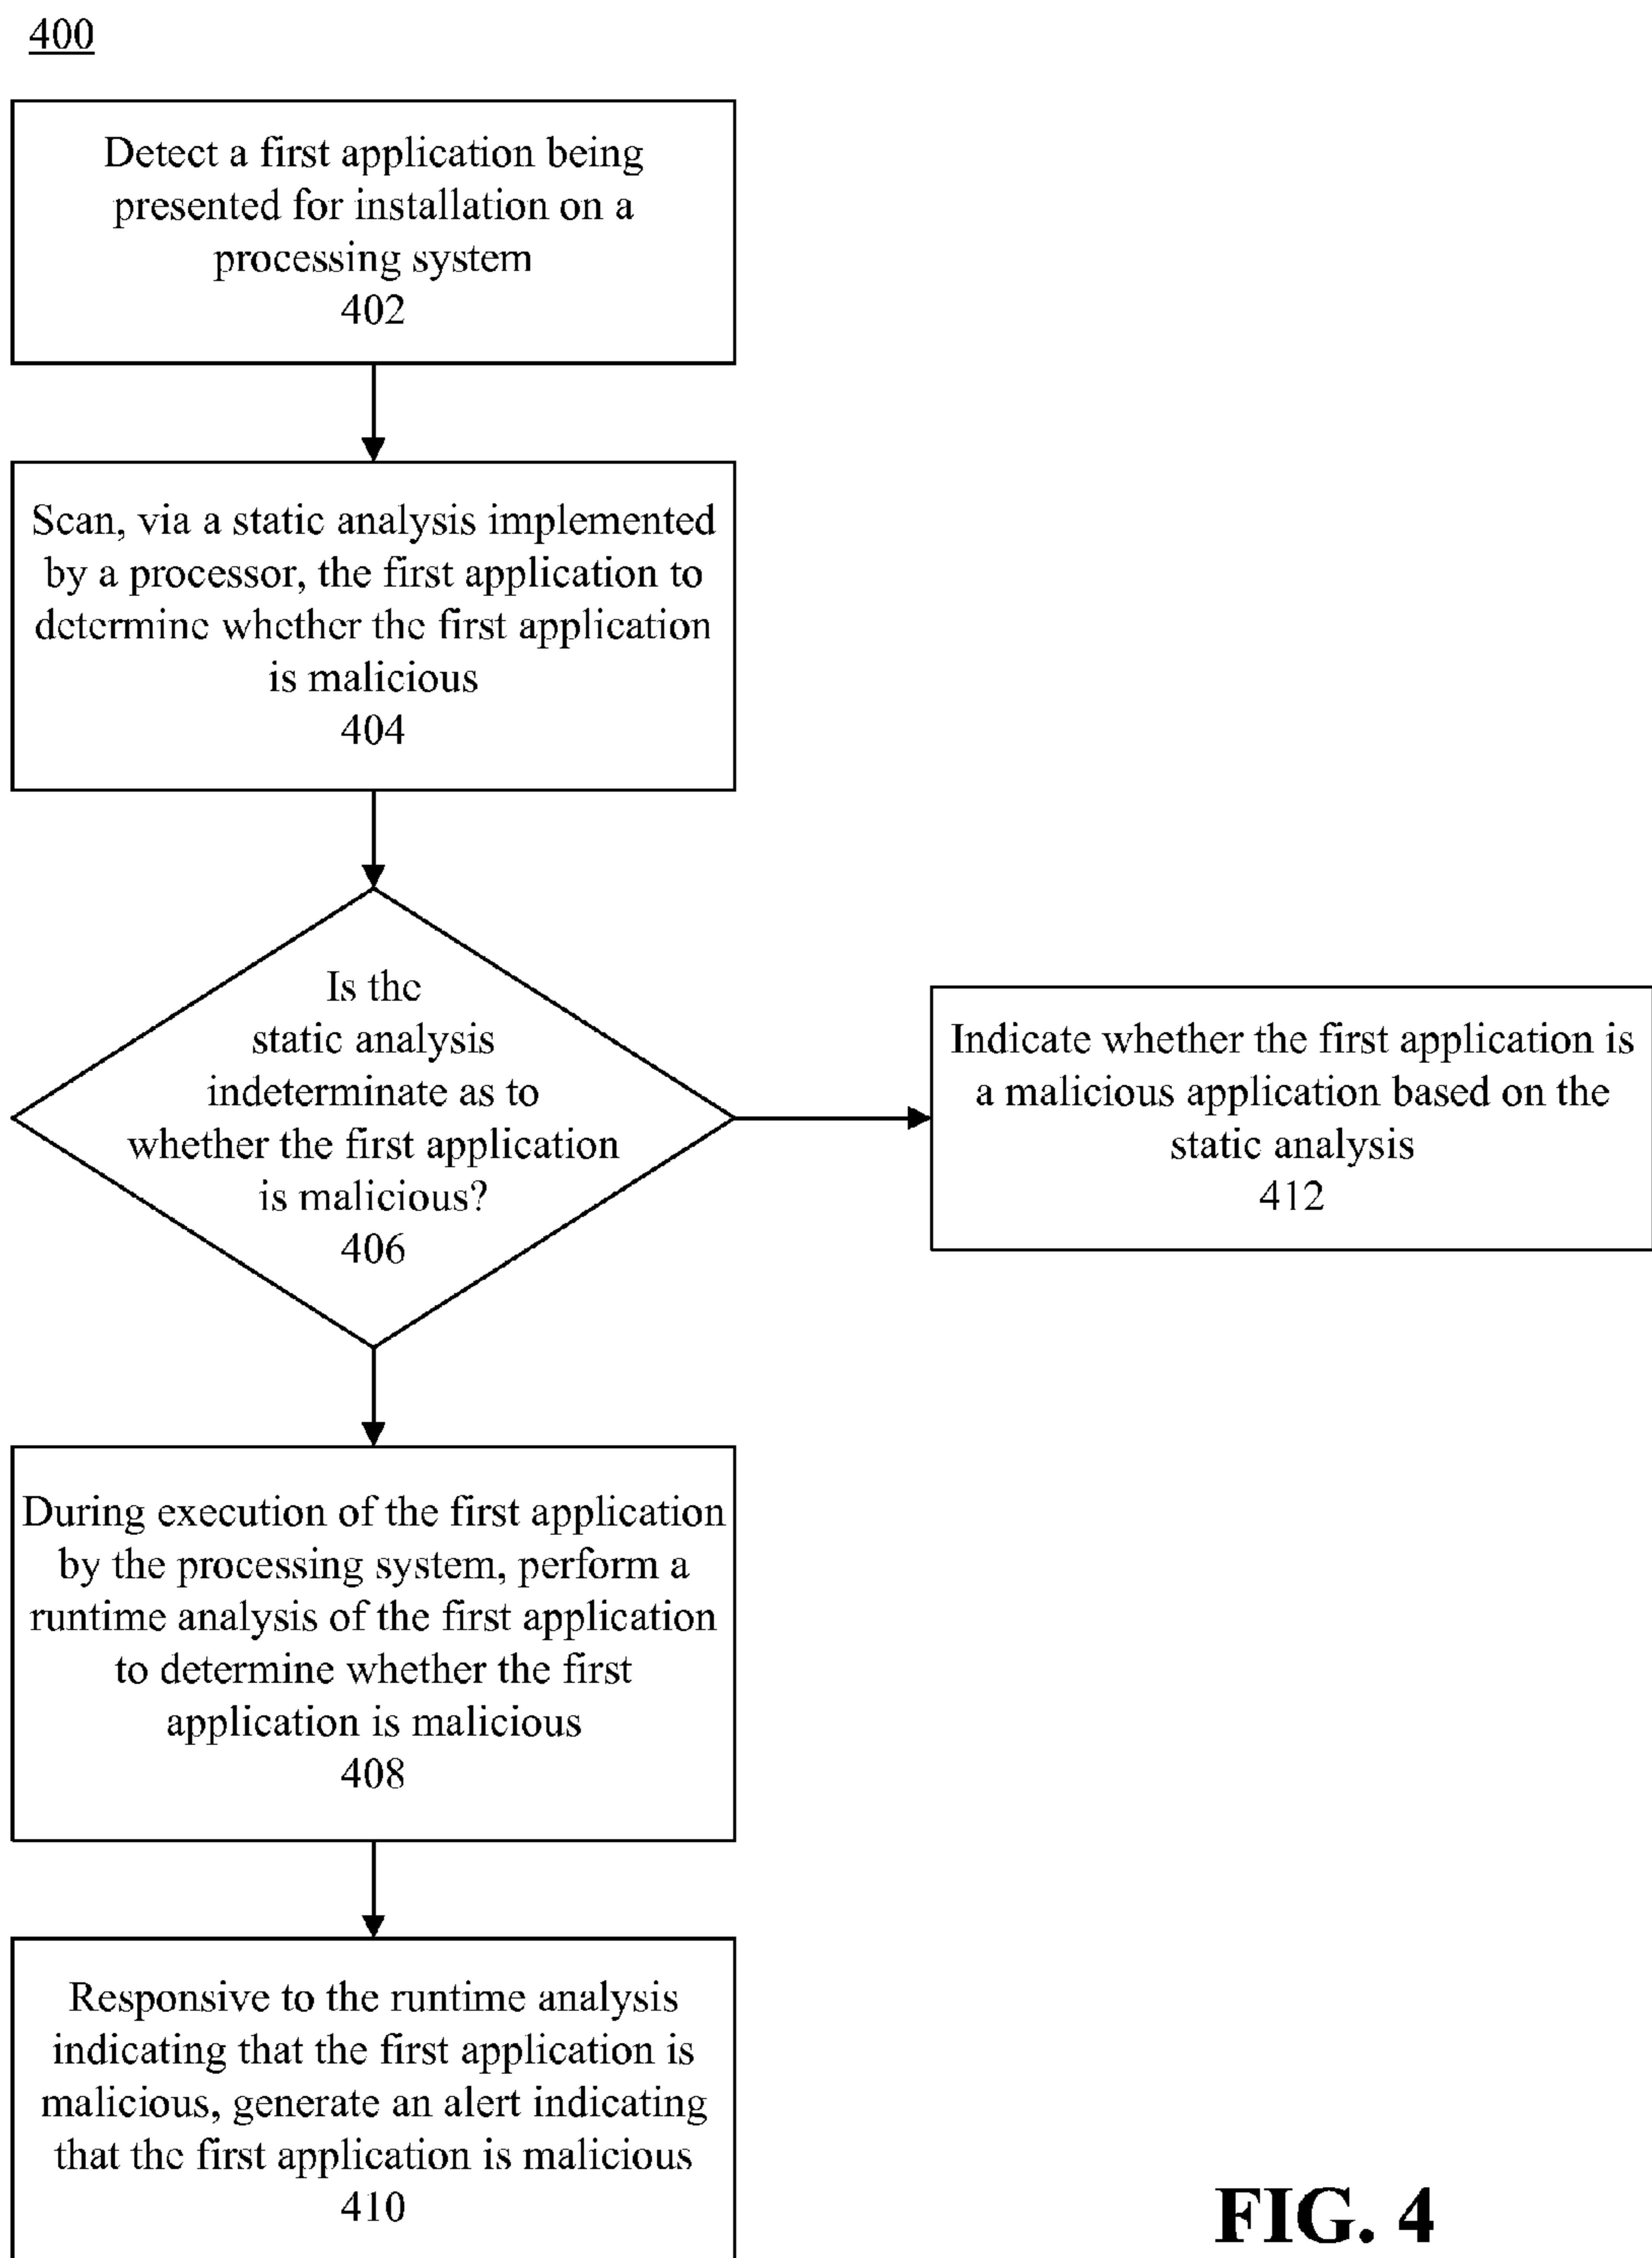 400
Detect a first application being
presented for installation on a
processing system
402
Scan, via a static analysis implemented
by a processor, the first application to
determine whether the first application
is malicious
404
Is the
static analysis
indeterminate as to
whether the first application
is malicious?
406
Indicate whether the first application is
a malicious application based on the
static analysis
412
During execution of the first application
by the processing system, perform a
runtime analysis of the first application
to determine whether the first
application is malicious
408
Responsive to the runtime analysis
indicating that the first application is
malicious, generate an alert indicating
that the first application is malicious
410
FIG. 4